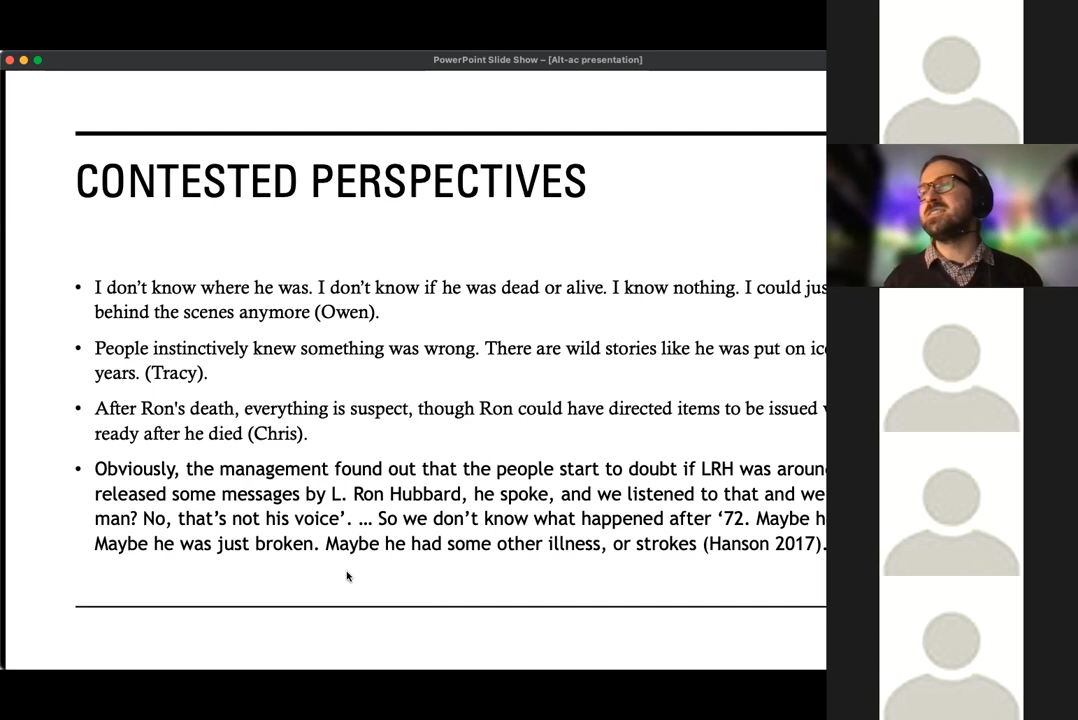 PowerPoint Slide Show – [Alt-ac presentation]
CONTESTED PERSPECTIVES
• I don’t know where he was. I don’t know if he was dead or alive. I know nothing. I could jus
behind the scenes anymore (Owen).
• People instinctively knew something was wrong. There are wild stories like he was put on ic
years. (Tracy).
• After Ron's death, everything is suspect, though Ron could have directed items to be issued
ready after he died (Chris).
• Obviously, the management found out that the people start to doubt if LRH was aroun
released some messages by L. Ron Hubbard, he spoke, and we listened to that and we
man? No, that’s not his voice’. … So we don’t know what happened after ‘72. Maybe h
Maybe he was just broken. Maybe he had some other illness, or strokes (Hanson 2017).